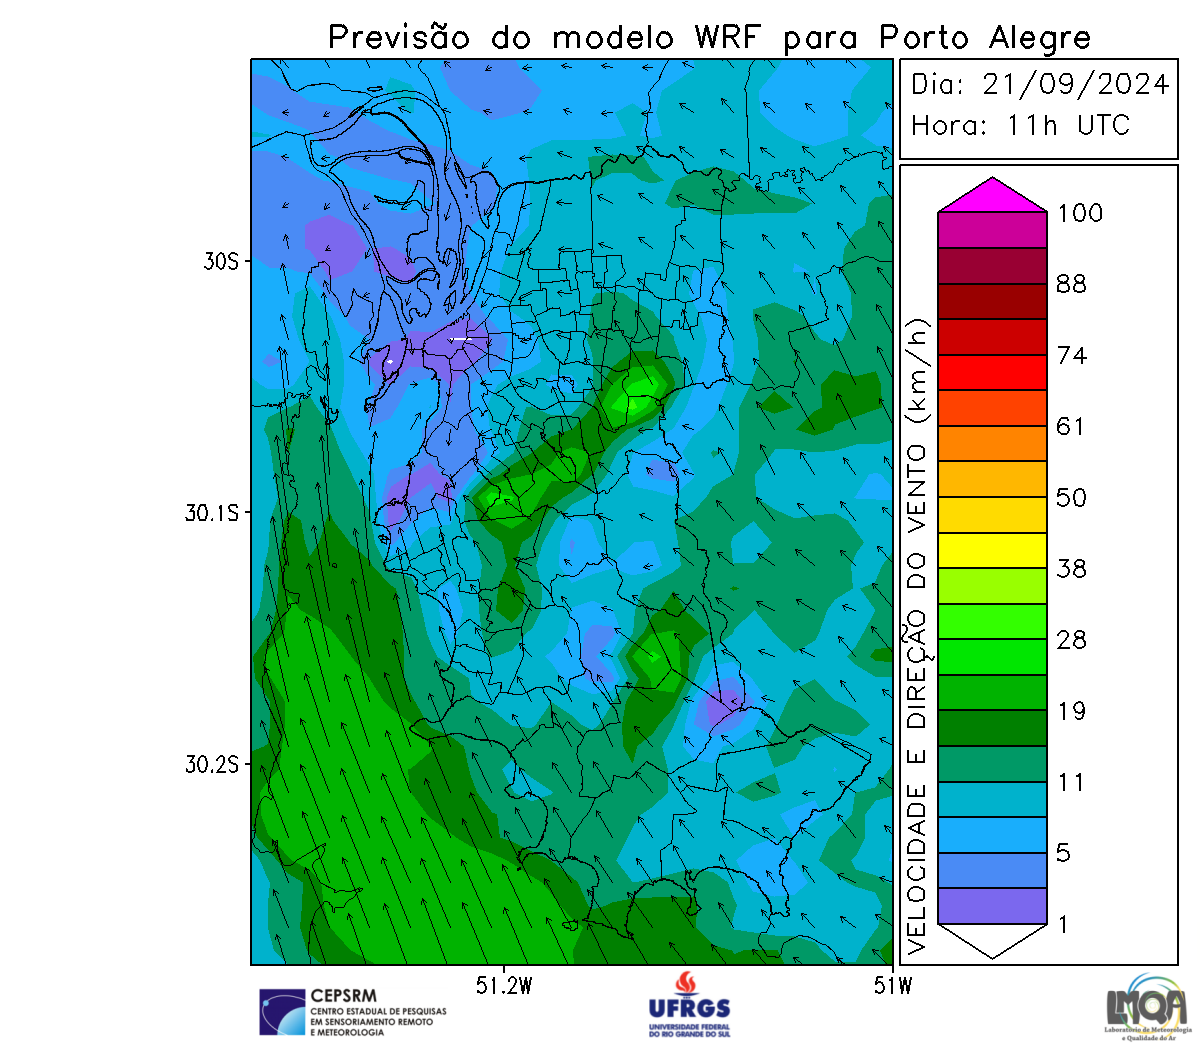 Previsão do modelo WRF para Porto Alegre
Dia: 21/09/2024
Hora: 11h UTC
30S
30.1S
30.2S
51.2W
51W
VELOCIDADE E DIREÇÃO DO VENTO (km/h)
100
88
74
61
50
38
28
19
11
5
1
CEPSRM
CENTRO ESTADUAL DE PESQUISAS
EM SENSORIAMENTO REMOTO
E METEOROLOGIA
UFRGS
UNIVERSIDADE FEDERAL
DO RIO GRANDE DO SUL
LMQA
Laboratório de Meteorologia
e Qualidade do Ar